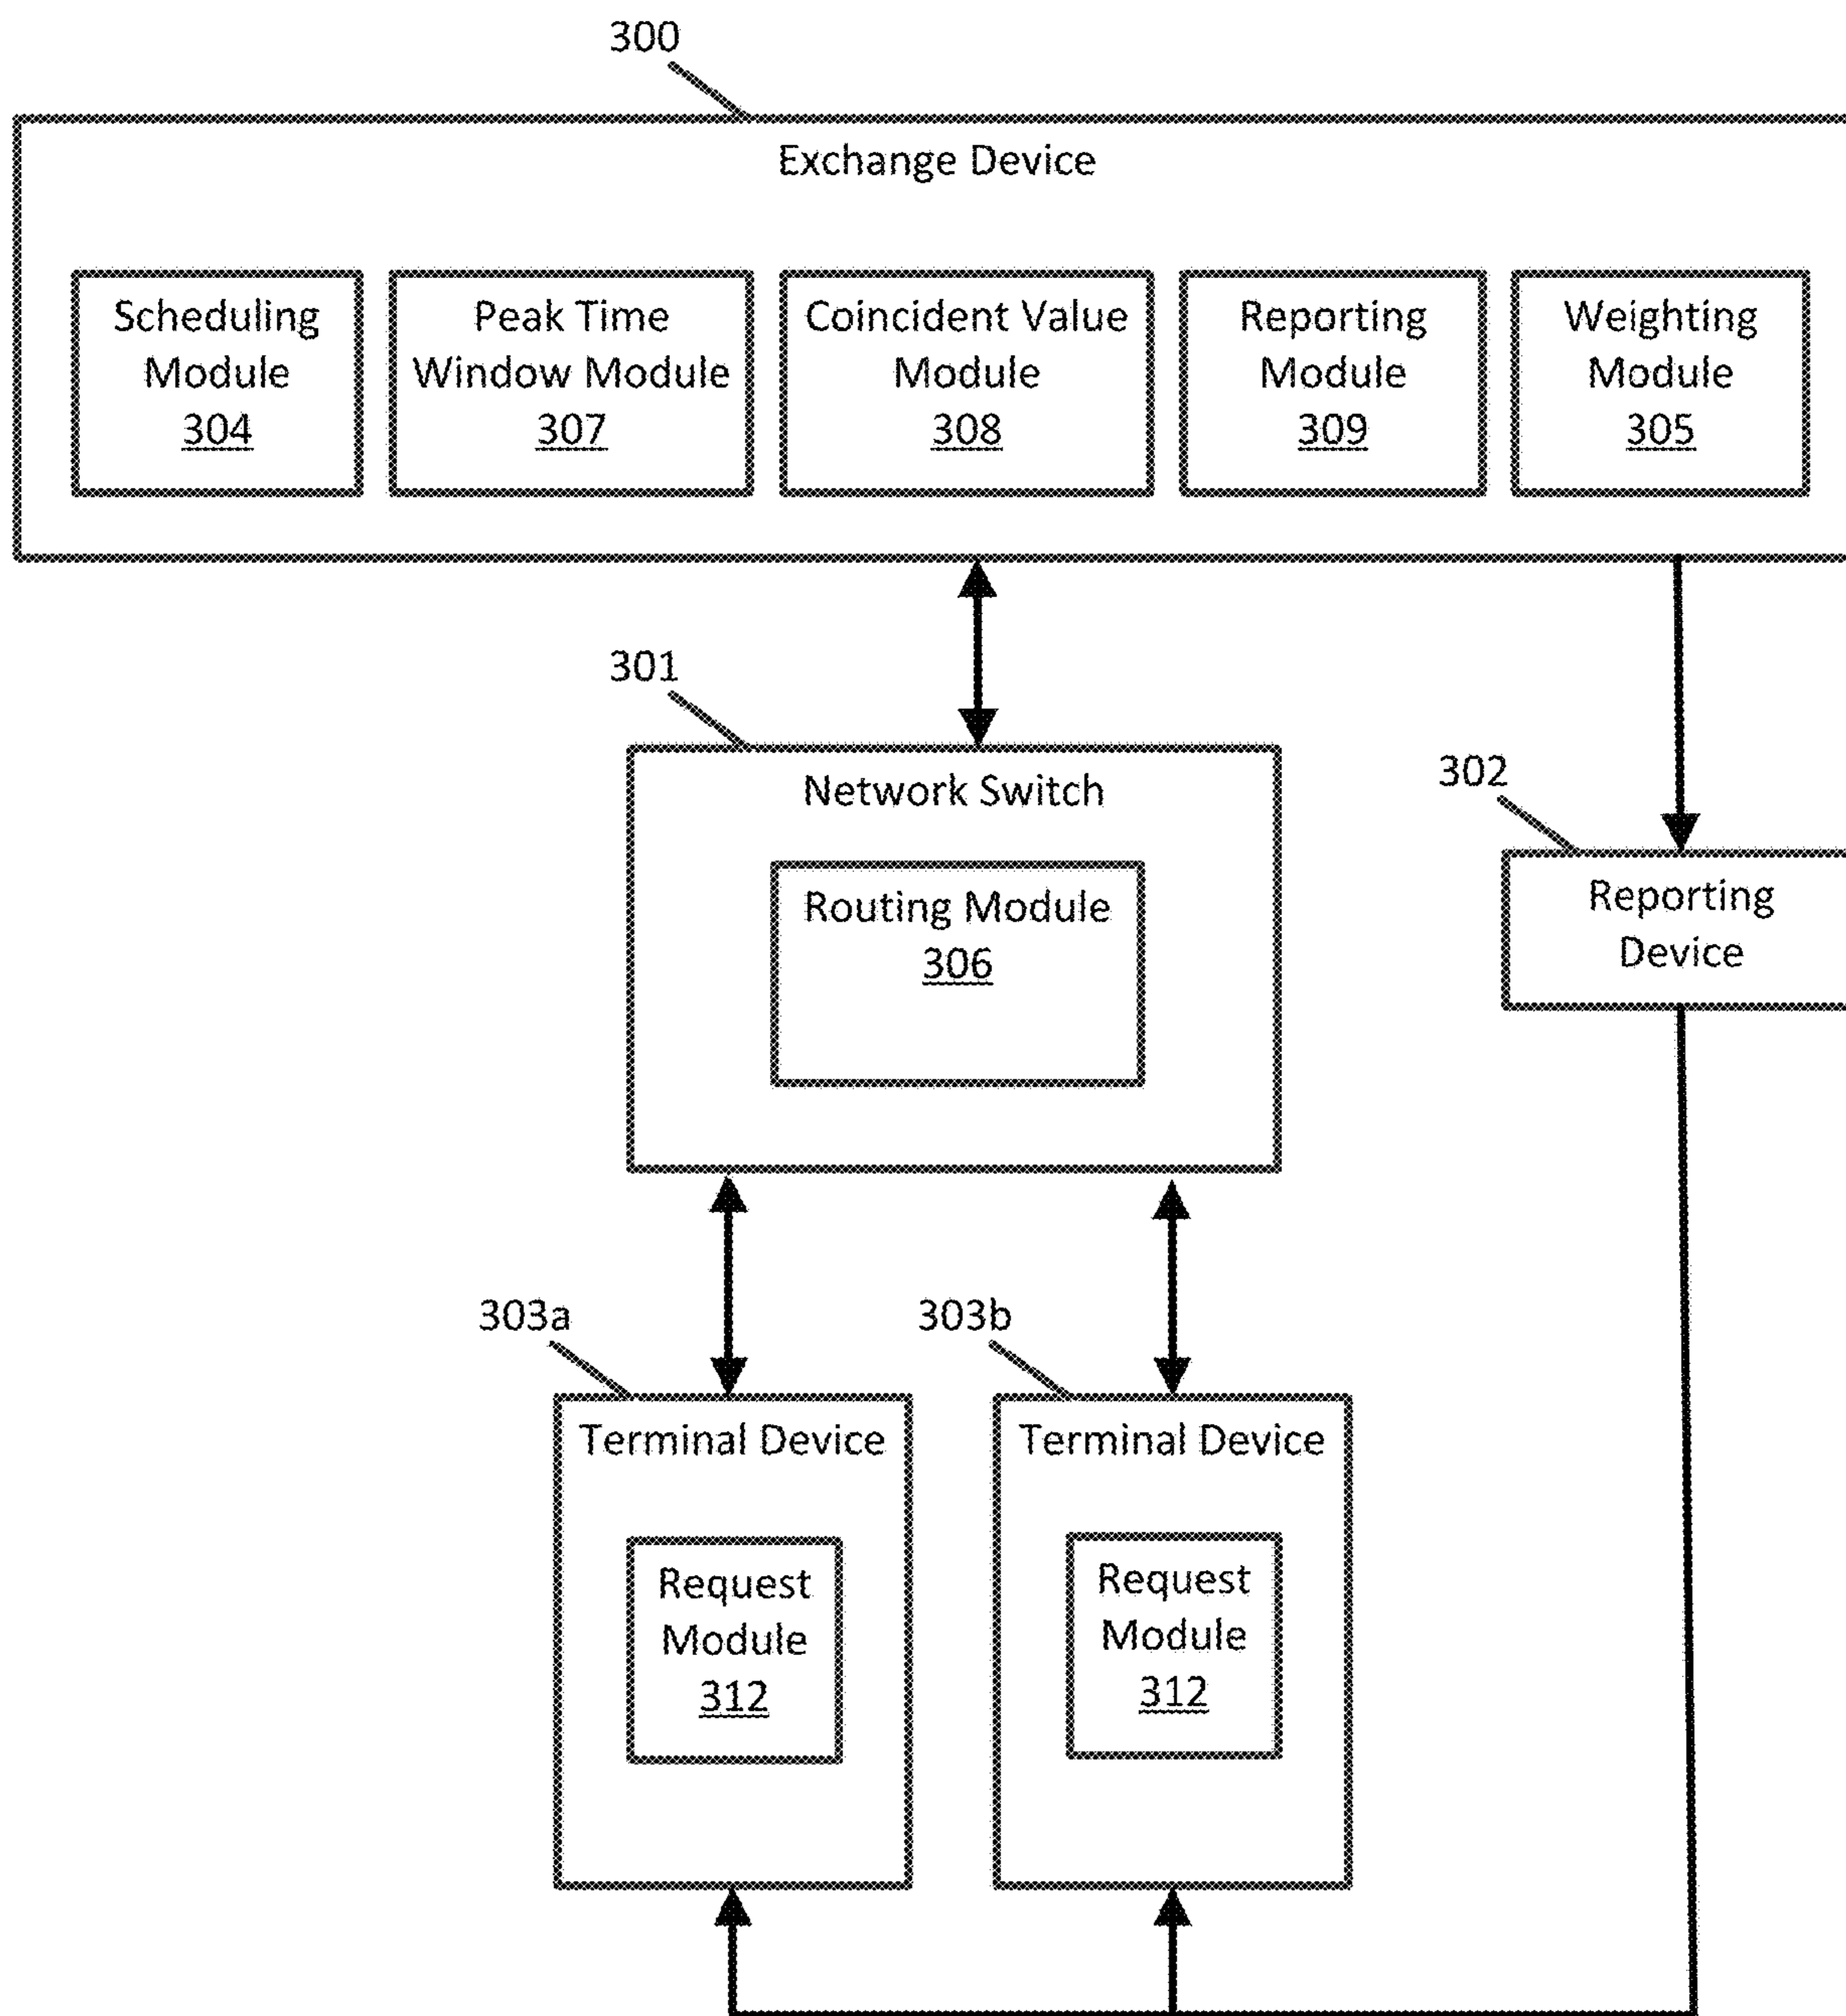 300
Exchange Device
Scheduling
Module
304
Peak Time
Window Module
307
Coincident Value
Module
308
Reporting
Module
309
Weighting
Module
305
301
Network Switch
Routing Module
306
302
Reporting
Device
303a
Terminal Device
Request
Module
312
303b
Terminal Device
Request
Module
312